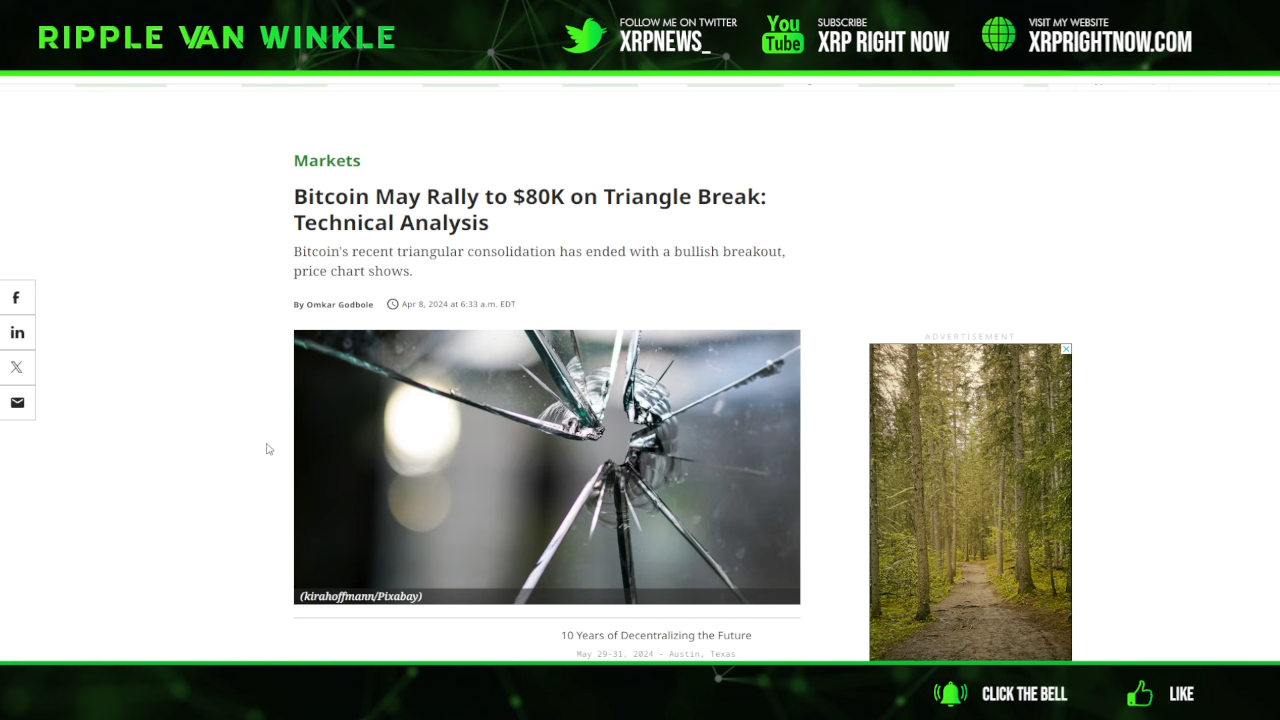 RIPPLE VAN WINKLE
FOLLOW ME ON TWITTER
XRPNEWS_
You
Tube
SUBSCRIBE
XRP RIGHT NOW
VISIT MY WEBSITE
XRPRIGHTNOW.COM
Markets
Bitcoin May Rally to $80K on Triangle Break:
Technical Analysis
Bitcoin's recent triangular consolidation has ended with a bullish breakout,
price chart shows.
By Omkar Godbole Apr 8, 2024 at 6:33 a.m. EDT
f
in
X
ADVERTISEMENT
(kirahoffmann/Pixabay)
10 Years of Decentralizing the Future
May 29-31, 2024 - Austin, Texas
CLICK THE BELL
LIKE